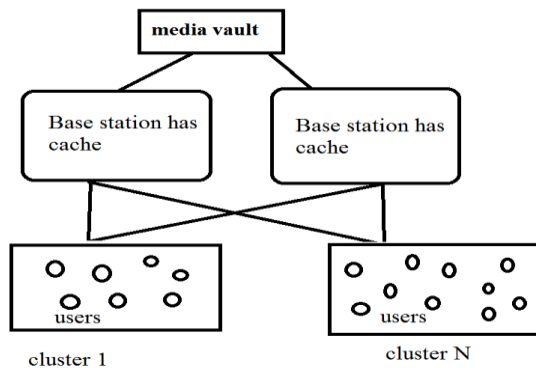 media vault
Base station has
cache
Base station has
cache
users
users
cluster 1
cluster N